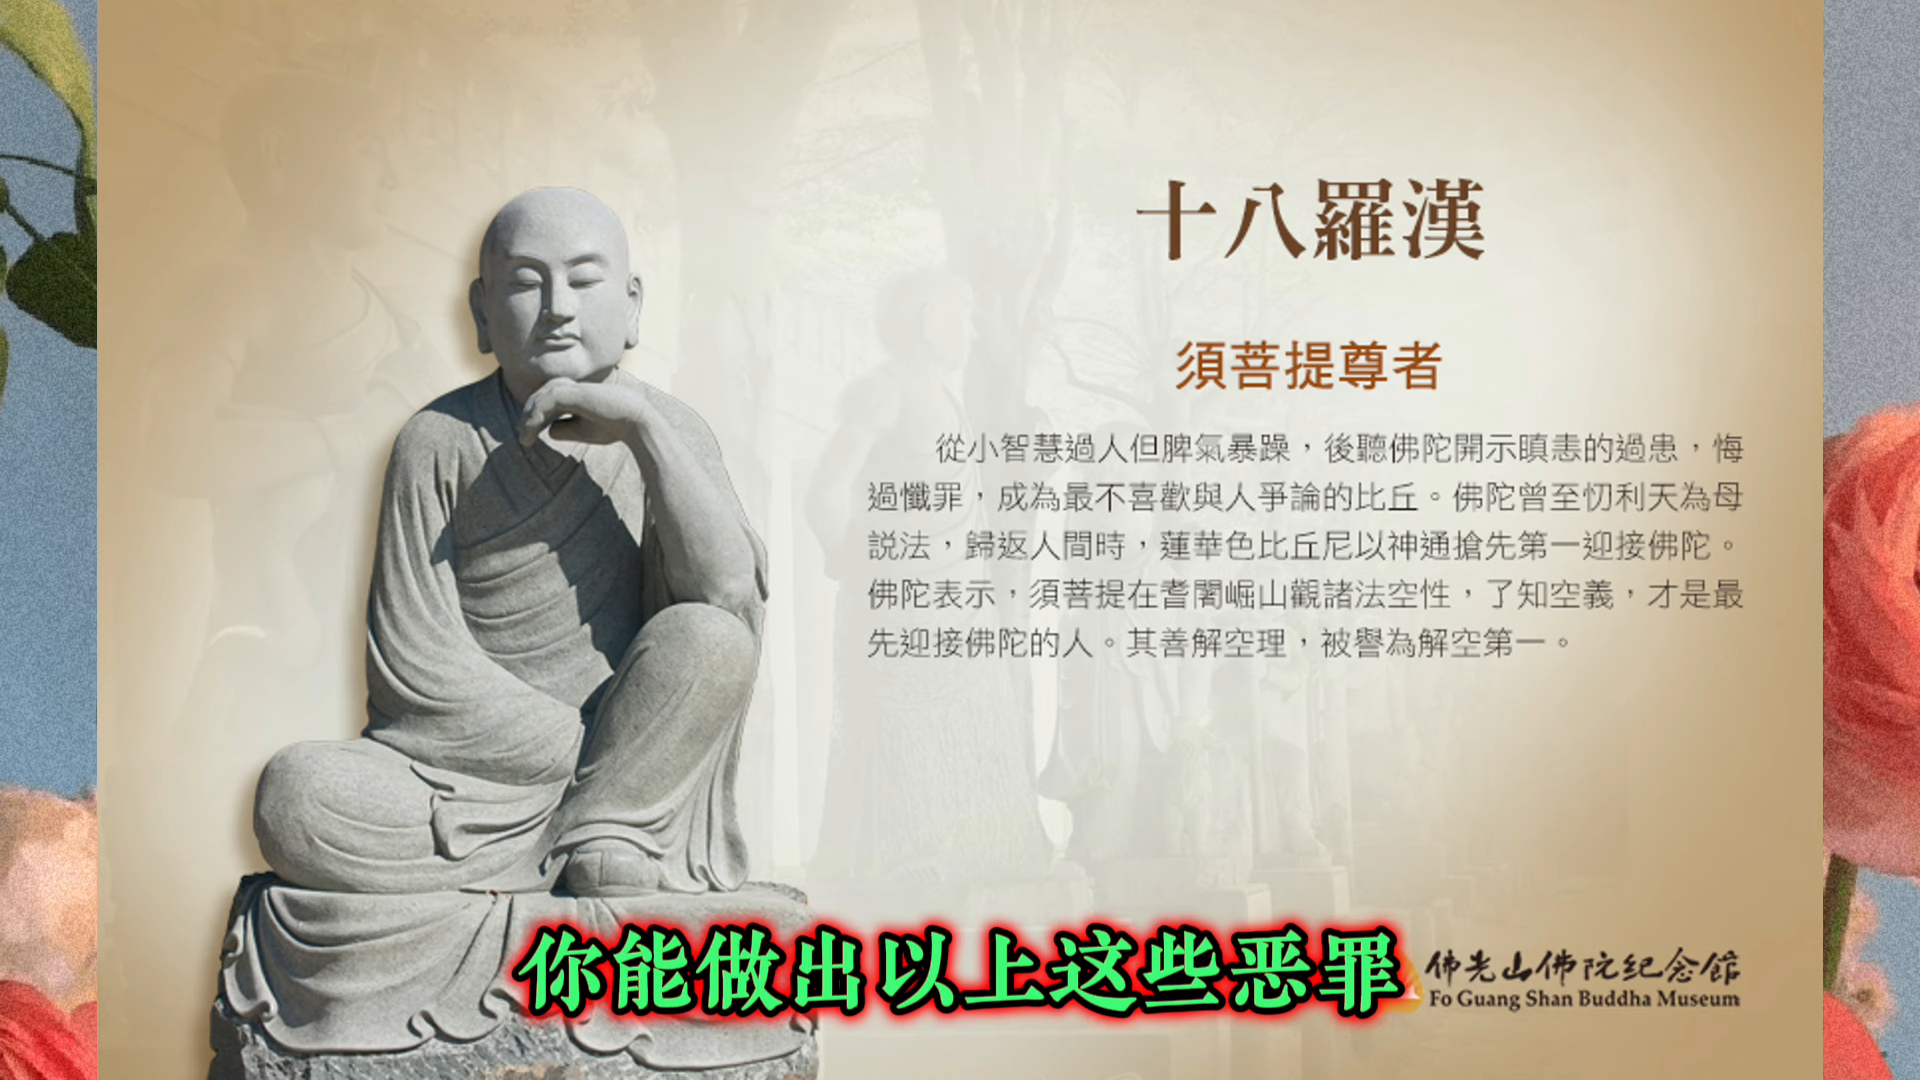 十八羅漢
須菩提尊者
從小智慧過人但脾氣暴躁，後聽佛陀開示瞋恚的過患，悔
過懺罪，成為最不喜歡與人爭論的比丘。佛陀曾至忉利天為母
説法，歸返人間時，蓮華色比丘尼以神通搶先第一迎接佛陀。
佛陀表示，須菩提在耆闍崛山觀諸法空性，了知空義，才是最
先迎接佛陀的人。其善解空理，被譽為解空第一。
你能做出以上这些恶罪
佛光山佛陀紀念館
Fo Guang Shan Buddha Museum